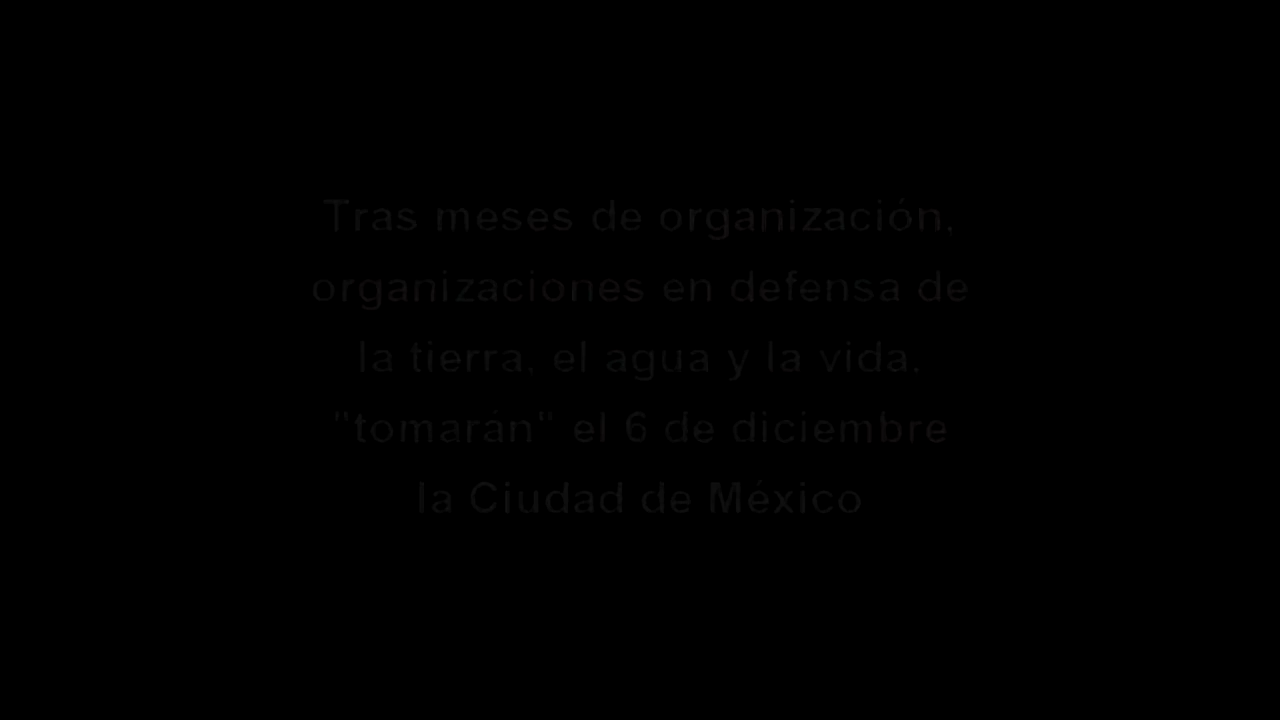 Tras meses de organización,
organizaciones en defensa de
la tierra, el agua y la vida,
"tomarán" el 6 de diciembre
la Ciudad de México